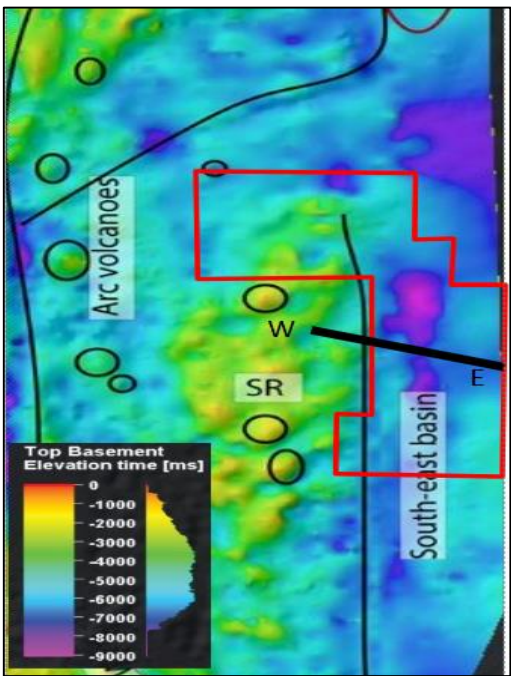 Arc volcanoes
W
SR
E
South-east basin
Top Basement
Elevation time [ms]
0
-1000
-2000
-3000
-4000
-5000
-6000
-7000
-8000
-9000